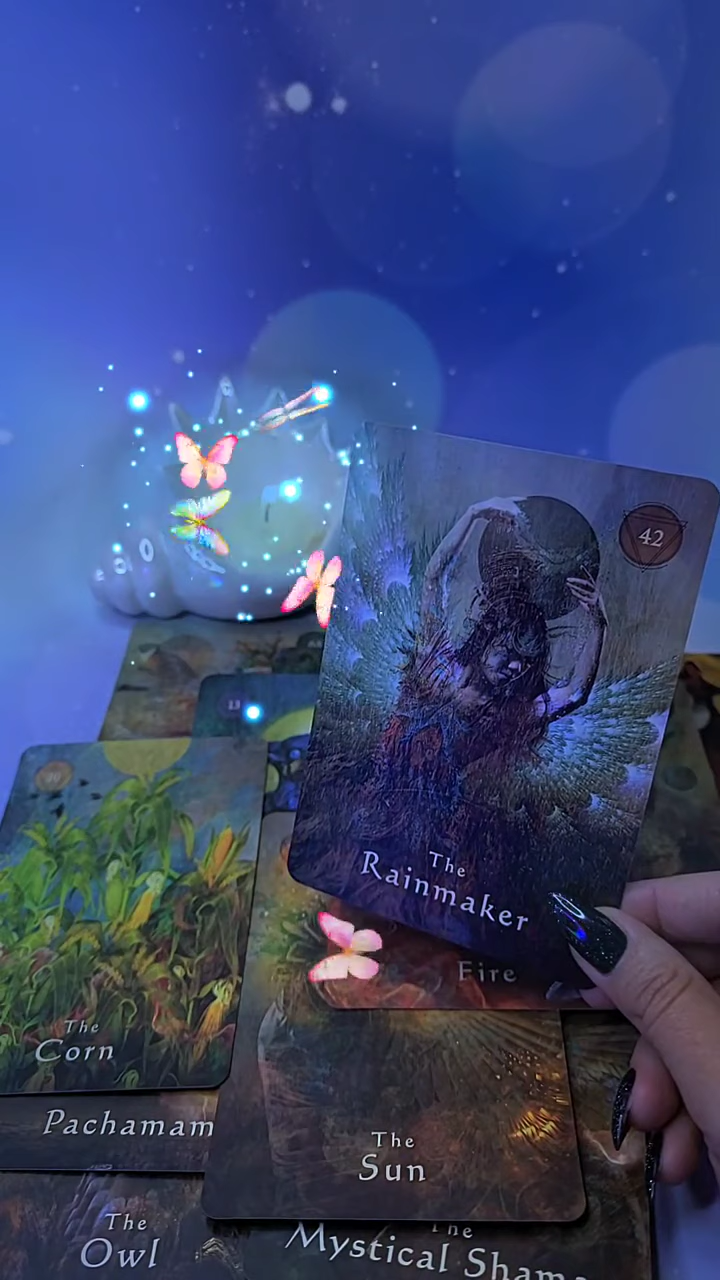 42
The
Rainmaker
Fire
The
Corn
Pachamam
The
Sun
The
Owl
The
Mystical Sham